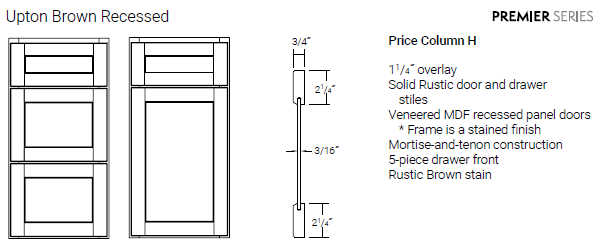 Upton Brown Recessed
PREMIER SERIES
3/4″
2 1/4″
3/16″
2 1/4″
Price Column H
1 1/4″ overlay
Solid Rustic door and drawer
stiles
Veneered MDF recessed panel doors
* Frame is a stained finish
Mortise-and-tenon construction
5-piece drawer front
Rustic Brown stain